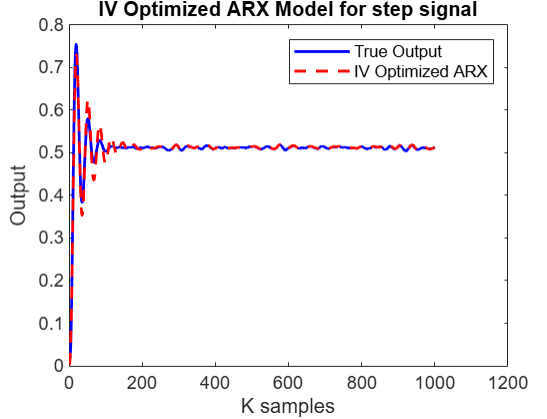 IV Optimized ARX Model for step signal
True Output
IV Optimized ARX
0.8
0.7
0.6
0.5
0.4
0.3
0.2
0.1
0
Output
0 200 400 600 800 1000 1200
K samples